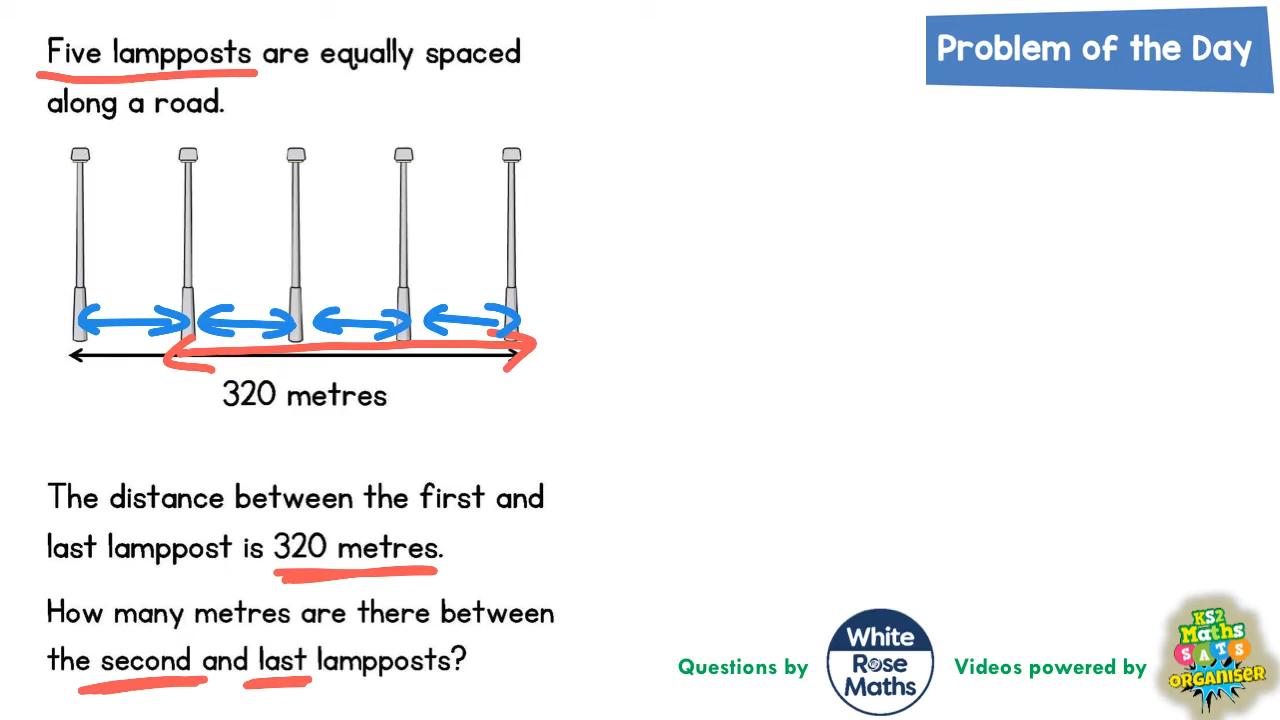 Five lampposts are equally spaced
along a road.
Problem of the Day
320 metres
The distance between the first and
last lamppost is 320 metres.
How many metres are there between
the second and last lampposts?
Questions by
White
Rose
Maths
Videos powered by
KS2
Maths
SATS
ORGANISER